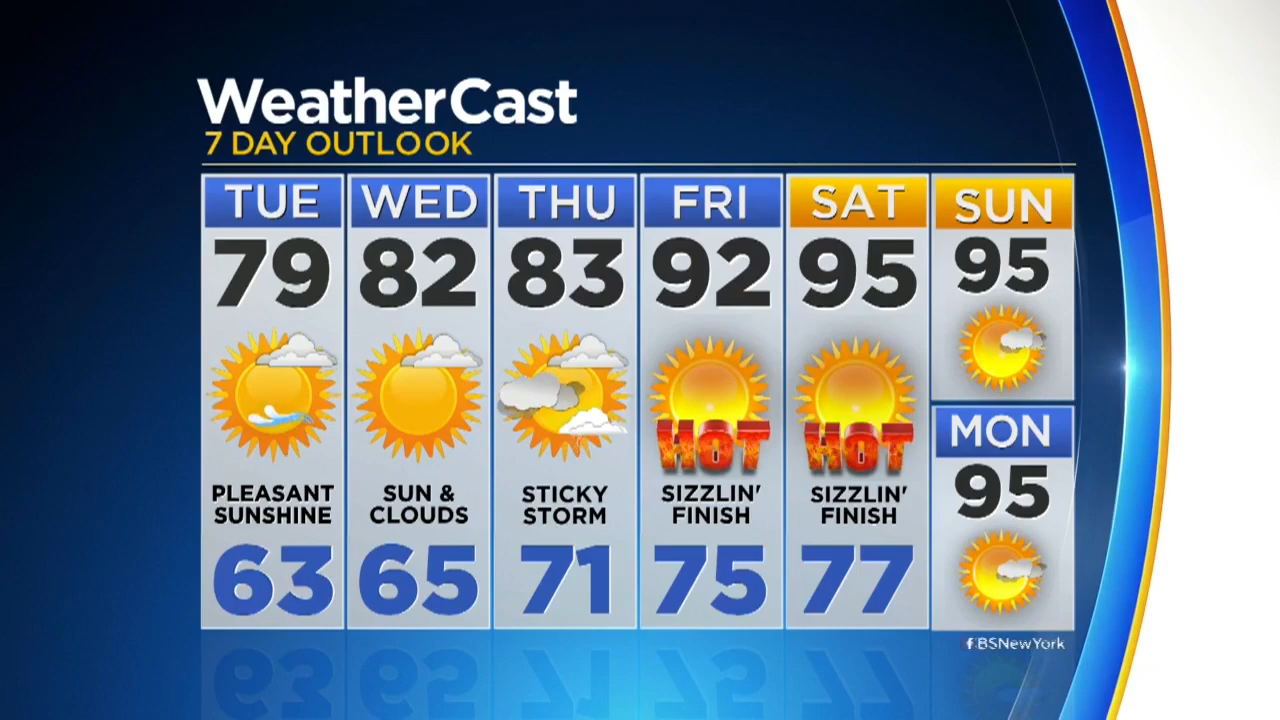 WeatherCast
7 DAY OUTLOOK
TUE
79
PLEASANT
SUNSHINE
63
WED
82
SUN &
CLOUDS
65
THU
83
STICKY
STORM
71
FRI
92
HOT
SIZZLIN'
FINISH
75
SAT
95
HOT
SIZZLIN'
FINISH
77
SUN
95
MON
95
BSNewYork